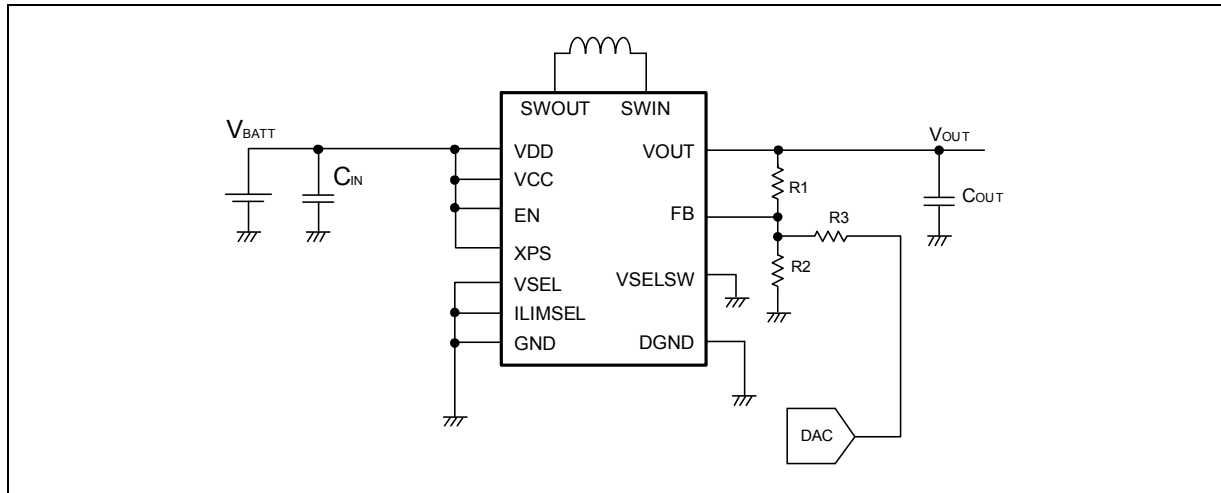 SWOUT SWIN
VBATT
CIN
VDD
VCC
EN
XPS
VSEL
ILIMSEL
GND
VOUT
FB
VSELSW
DGND
R1
R2
R3
VOUT
COUT
DAC